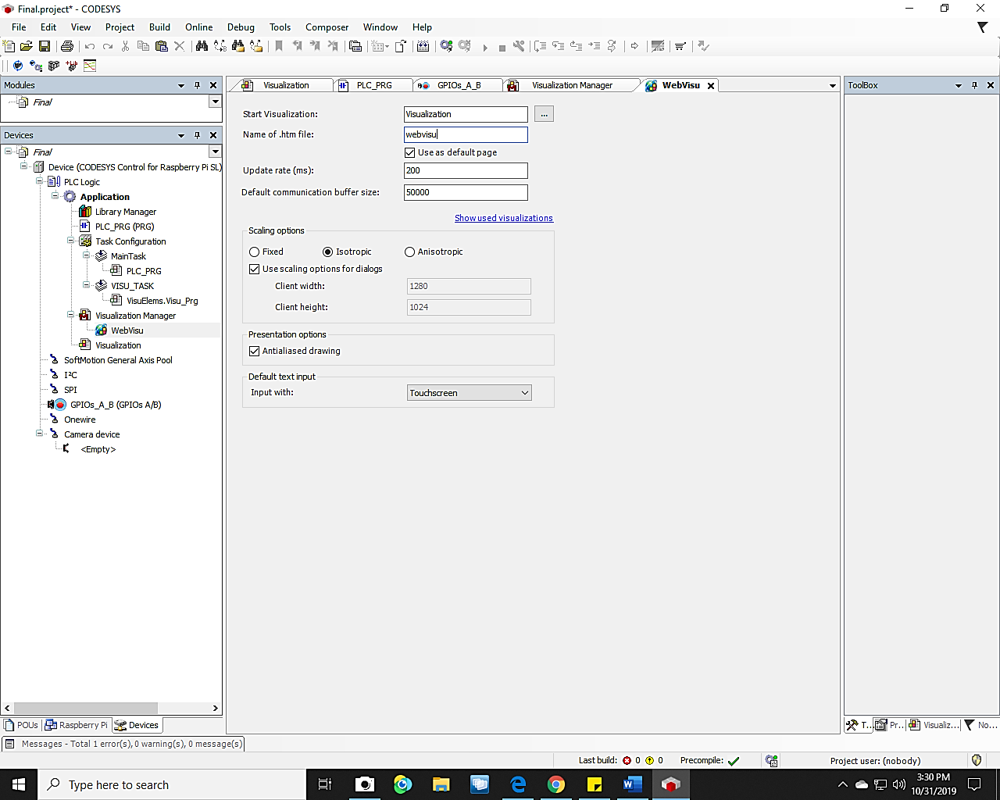 Final.project* - CODESYS
File Edit View Project Build Online Debug Tools Composer Window Help
Modules
Final
Devices
Final
Device (CODESYS Control for Raspberry Pi SL)
PLC Logic
Application
Library Manager
PLC_PRG (PRG)
Task Configuration
MainTask
PLC_PRG
VISU_TASK
VisuElems.Visu_Prg
Visualization Manager
WebVisu
Visualization
SoftMotion General Axis Pool
I²C
SPI
GPIOs_A_B (GPIOs A/B)
Onewire
Camera device
<Empty>
POUs Raspberry Pi Devices
Visualization PLC_PRG GPIOs_A_B Visualization Manager WebVisu
Start Visualization: Visualization ...
Name of .htm file: webvisu
Use as default page
Update rate (ms): 200
Default communication buffer size: 50000
Show used visualizations
Scaling options
Fixed Isotropic Anisotropic
Use scaling options for dialogs
Client width: 1280
Client height: 1024
Presentation options
Antialiased drawing
Default text input
Input with: Touchscreen
ToolBox
T... Pr... Visualiz... No...
Messages - Total 1 error(s), 0 warning(s), 0 message(s)
Last build: 0 0 Precompile: Project user: (nobody)
Type here to search
3:30 PM
10/31/2019